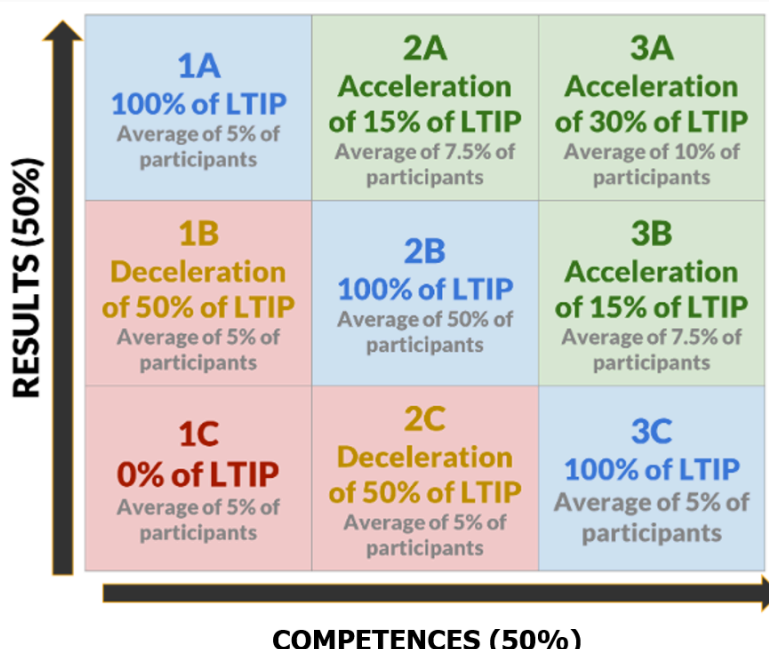 RESULTS (50%)
1A
100% of LTIP
Average of 5% of
participants
2A
Acceleration
of 15% of LTIP
Average of 7.5% of
participants
3A
Acceleration
of 30% of LTIP
Average of 10% of
participants
1B
Deceleration
of 50% of LTIP
Average of 5% of
participants
2B
100% of LTIP
Average of 50% of
participants
3B
Acceleration
of 15% of LTIP
Average of 7.5% of
participants
1C
0% of LTIP
Average of 5% of
participants
2C
Deceleration
of 50% of LTIP
Average of 5% of
participants
3C
100% of LTIP
Average of 5% of
participants
COMPETENCES (50%)